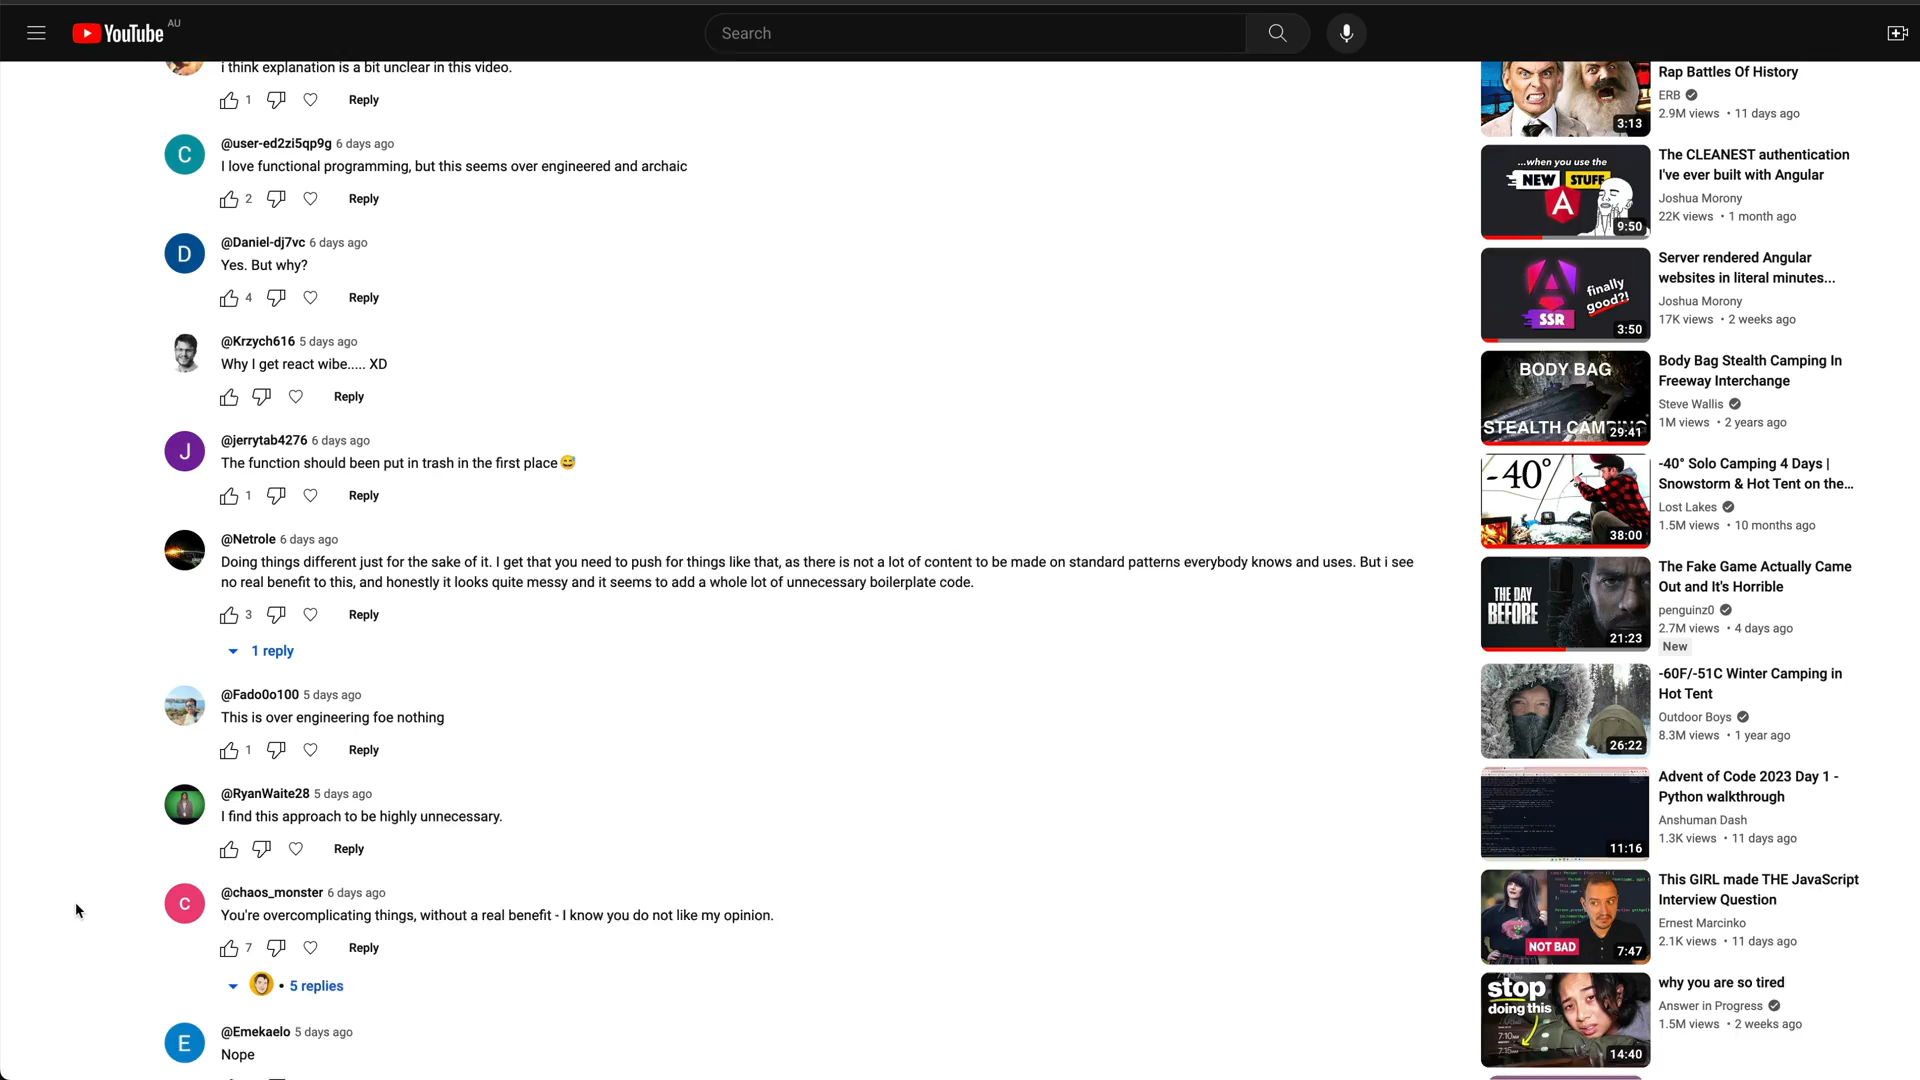 YouTube AU
Search
i think explanation is a bit unclear in this video.
1 Reply
C
@user-ed2zi5qp9g 6 days ago
I love functional programming, but this seems over engineered and archaic
2 Reply
D
@Daniel-dj7vc 6 days ago
Yes. But why?
4 Reply
@Krzych616 5 days ago
Why I get react wibe..... XD
Reply
J
@jerrytab4276 6 days ago
The function should been put in trash in the first place😅
1 Reply
@Netrole 6 days ago
Doing things different just for the sake of it. I get that you need to push for things like that, as there is not a lot of content to be made on standard patterns everybody knows and uses. But i see
no real benefit to this, and honestly it looks quite messy and it seems to add a whole lot of unnecessary boilerplate code.
3 Reply
1 reply
@Fado0o100 5 days ago
This is over engineering foe nothing
1 Reply
@RyanWaite28 5 days ago
I find this approach to be highly unnecessary.
Reply
C
@chaos_monster 6 days ago
You're overcomplicating things, without a real benefit - I know you do not like my opinion.
7 Reply
• 5 replies
E
@Emekaelo 5 days ago
Nope
3:13
Rap Battles Of History
ERB
2.9M views • 11 days ago
...when you use the
NEW STUFF
A
9:50
The CLEANEST authentication
I've ever built with Angular
Joshua Morony
22K views • 1 month ago
finally
good?!
SSR
3:50
Server rendered Angular
websites in literal minutes...
Joshua Morony
17K views • 2 weeks ago
BODY BAG
STEALTH CAMPING
29:41
Body Bag Stealth Camping In
Freeway Interchange
Steve Wallis
1M views • 2 years ago
-40°
38:00
-40° Solo Camping 4 Days |
Snowstorm & Hot Tent on the...
Lost Lakes
1.5M views • 10 months ago
THE DAY
BEFORE
21:23
The Fake Game Actually Came
Out and It's Horrible
penguinz0
2.7M views • 4 days ago
New
26:22
-60F/-51C Winter Camping in
Hot Tent
Outdoor Boys
8.3M views • 1 year ago
11:16
Advent of Code 2023 Day 1 -
Python walkthrough
Anshuman Dash
1.3K views • 11 days ago
NOT BAD
7:47
This GIRL made THE JavaScript
Interview Question
Ernest Marcinko
2.1K views • 11 days ago
stop
doing this
14:40
why you are so tired
Answer in Progress
1.5M views • 2 weeks ago